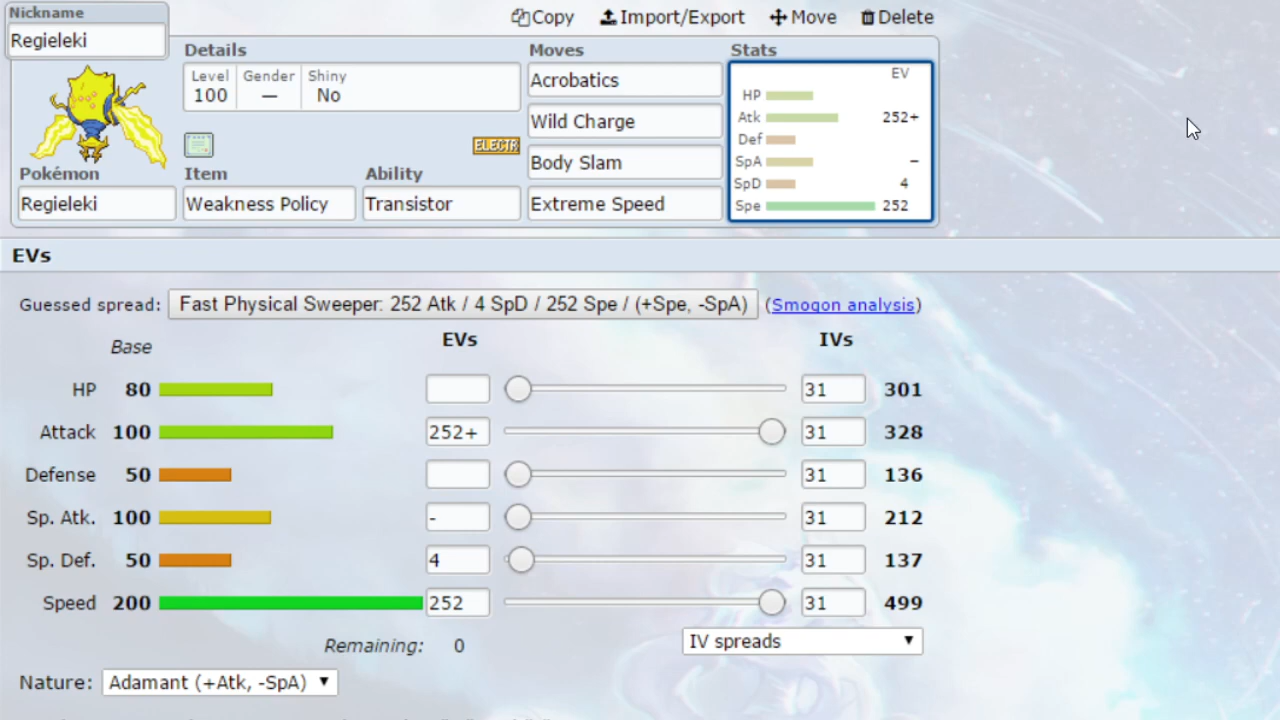 Nickname
Regieleki
Copy Import/Export Move Delete
Details
Level Gender Shiny
100 — No
ELECTR
Pokémon Item Ability
Regieleki Weakness Policy Transistor
Moves
Acrobatics
Wild Charge
Body Slam
Extreme Speed
Stats
EV
HP
Atk 252+
Def
SpA –
SpD 4
Spe 252
EVs
Guessed spread: Fast Physical Sweeper: 252 Atk / 4 SpD / 252 Spe / (+Spe, -SpA) (Smogon analysis)
Base EVs IVs
HP 80 31 301
Attack 100 252+ 31 328
Defense 50 31 136
Sp. Atk. 100 - 31 212
Sp. Def. 50 4 31 137
Speed 200 252 31 499
Remaining: 0 IV spreads
Nature: Adamant (+Atk, -SpA)